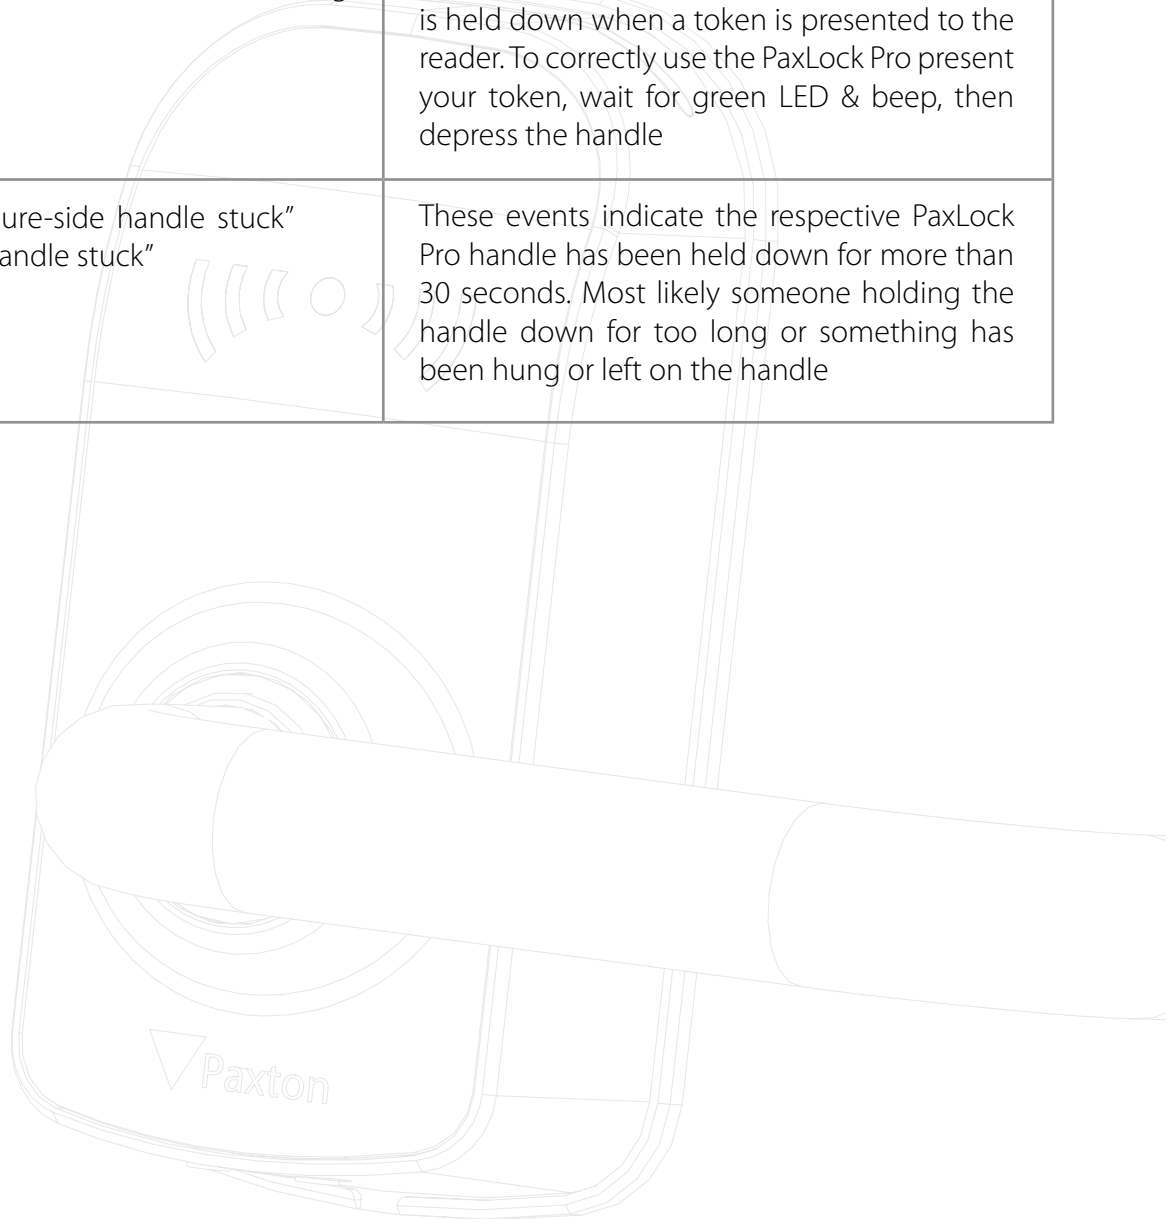 is held down when a token is presented to the
reader. To correctly use the PaxLock Pro present
your token, wait for green LED & beep, then
depress the handle
ure-side handle stuck”
andle stuck”
These events indicate the respective PaxLock
Pro handle has been held down for more than
30 seconds. Most likely someone holding the
handle down for too long or something has
been hung or left on the handle
Paxton